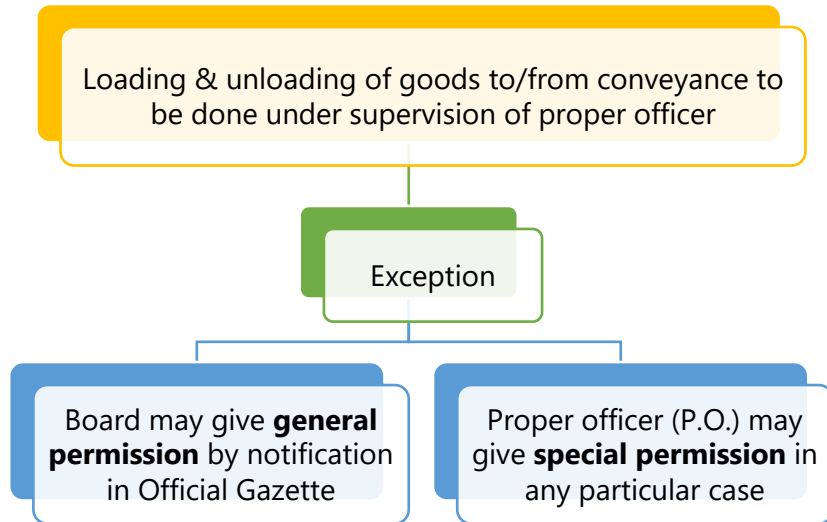 Loading & unloading of goods to/from conveyance to
be done under supervision of proper officer
Exception
Board may give general
permission by notification
in Official Gazette
Proper officer (P.O.) may
give special permission in
any particular case